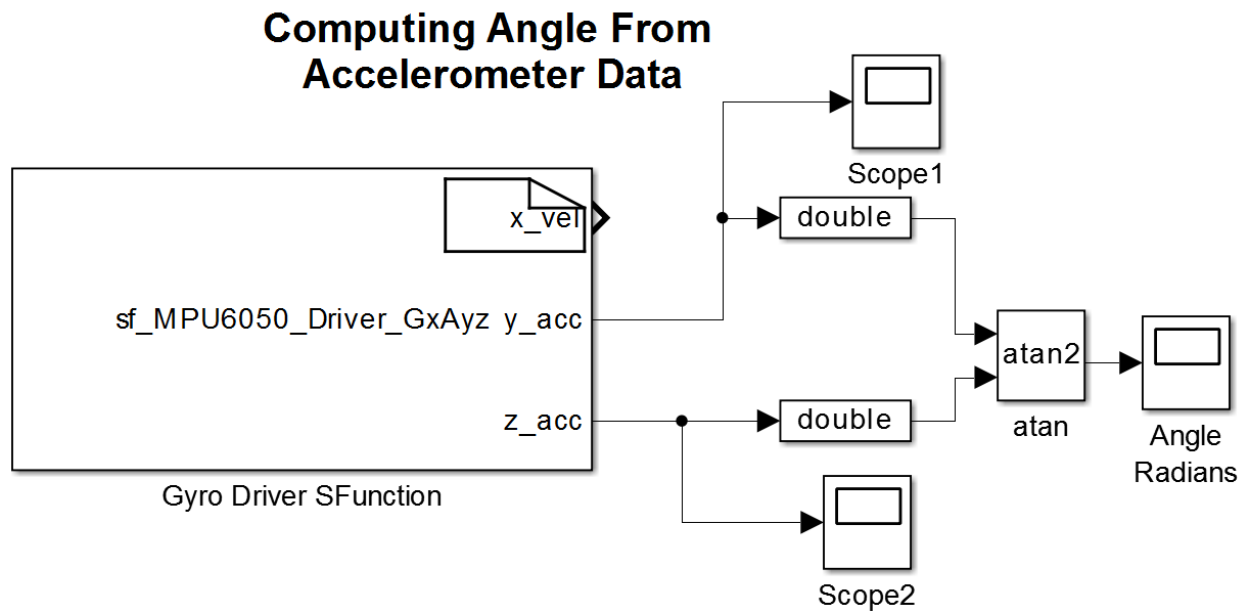 Computing Angle From
Accelerometer Data
Scope1
x_vel
double
sf_MPU6050_Driver_GxAyz y_acc
atan2
z_acc
double
atan
Angle
Radians
Gyro Driver SFunction
Scope2